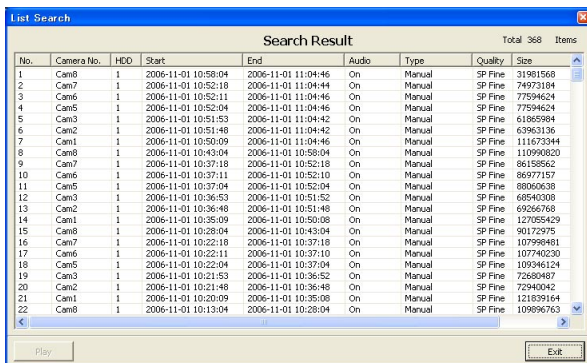 List Search
Search Result
Total 368 Items
No. Camera No. HDD Start End Audio Type Quality Size
1 Cam8 1 2006-11-01 10:58:04 2006-11-01 11:04:46 On Manual SP Fine 31981568
2 Cam7 1 2006-11-01 10:52:18 2006-11-01 11:04:44 On Manual SP Fine 74973184
3 Cam6 1 2006-11-01 10:52:11 2006-11-01 11:04:46 On Manual SP Fine 77594624
4 Cam5 1 2006-11-01 10:52:04 2006-11-01 11:04:46 On Manual SP Fine 77594624
5 Cam3 1 2006-11-01 10:51:53 2006-11-01 11:04:42 On Manual SP Fine 61865984
6 Cam2 1 2006-11-01 10:51:48 2006-11-01 11:04:42 On Manual SP Fine 63963136
7 Cam1 1 2006-11-01 10:50:09 2006-11-01 11:04:46 On Manual SP Fine 111673344
8 Cam8 1 2006-11-01 10:43:04 2006-11-01 10:58:04 On Manual SP Fine 110990820
9 Cam7 1 2006-11-01 10:37:18 2006-11-01 10:52:18 On Manual SP Fine 86158562
10 Cam6 1 2006-11-01 10:37:11 2006-11-01 10:52:10 On Manual SP Fine 86977157
11 Cam5 1 2006-11-01 10:37:04 2006-11-01 10:52:04 On Manual SP Fine 88060638
12 Cam3 1 2006-11-01 10:36:53 2006-11-01 10:51:52 On Manual SP Fine 68540308
13 Cam2 1 2006-11-01 10:36:48 2006-11-01 10:51:48 On Manual SP Fine 69266768
14 Cam1 1 2006-11-01 10:35:09 2006-11-01 10:50:08 On Manual SP Fine 127055429
15 Cam8 1 2006-11-01 10:28:04 2006-11-01 10:43:04 On Manual SP Fine 90172975
16 Cam7 1 2006-11-01 10:22:18 2006-11-01 10:37:18 On Manual SP Fine 107998481
17 Cam6 1 2006-11-01 10:22:11 2006-11-01 10:37:10 On Manual SP Fine 107740230
18 Cam5 1 2006-11-01 10:22:04 2006-11-01 10:37:04 On Manual SP Fine 109346124
19 Cam3 1 2006-11-01 10:21:53 2006-11-01 10:36:52 On Manual SP Fine 72680487
20 Cam2 1 2006-11-01 10:21:48 2006-11-01 10:36:48 On Manual SP Fine 72940042
21 Cam1 1 2006-11-01 10:20:09 2006-11-01 10:35:08 On Manual SP Fine 121839164
22 Cam8 1 2006-11-01 10:13:04 2006-11-01 10:28:04 On Manual SP Fine 109896763
Play Exit